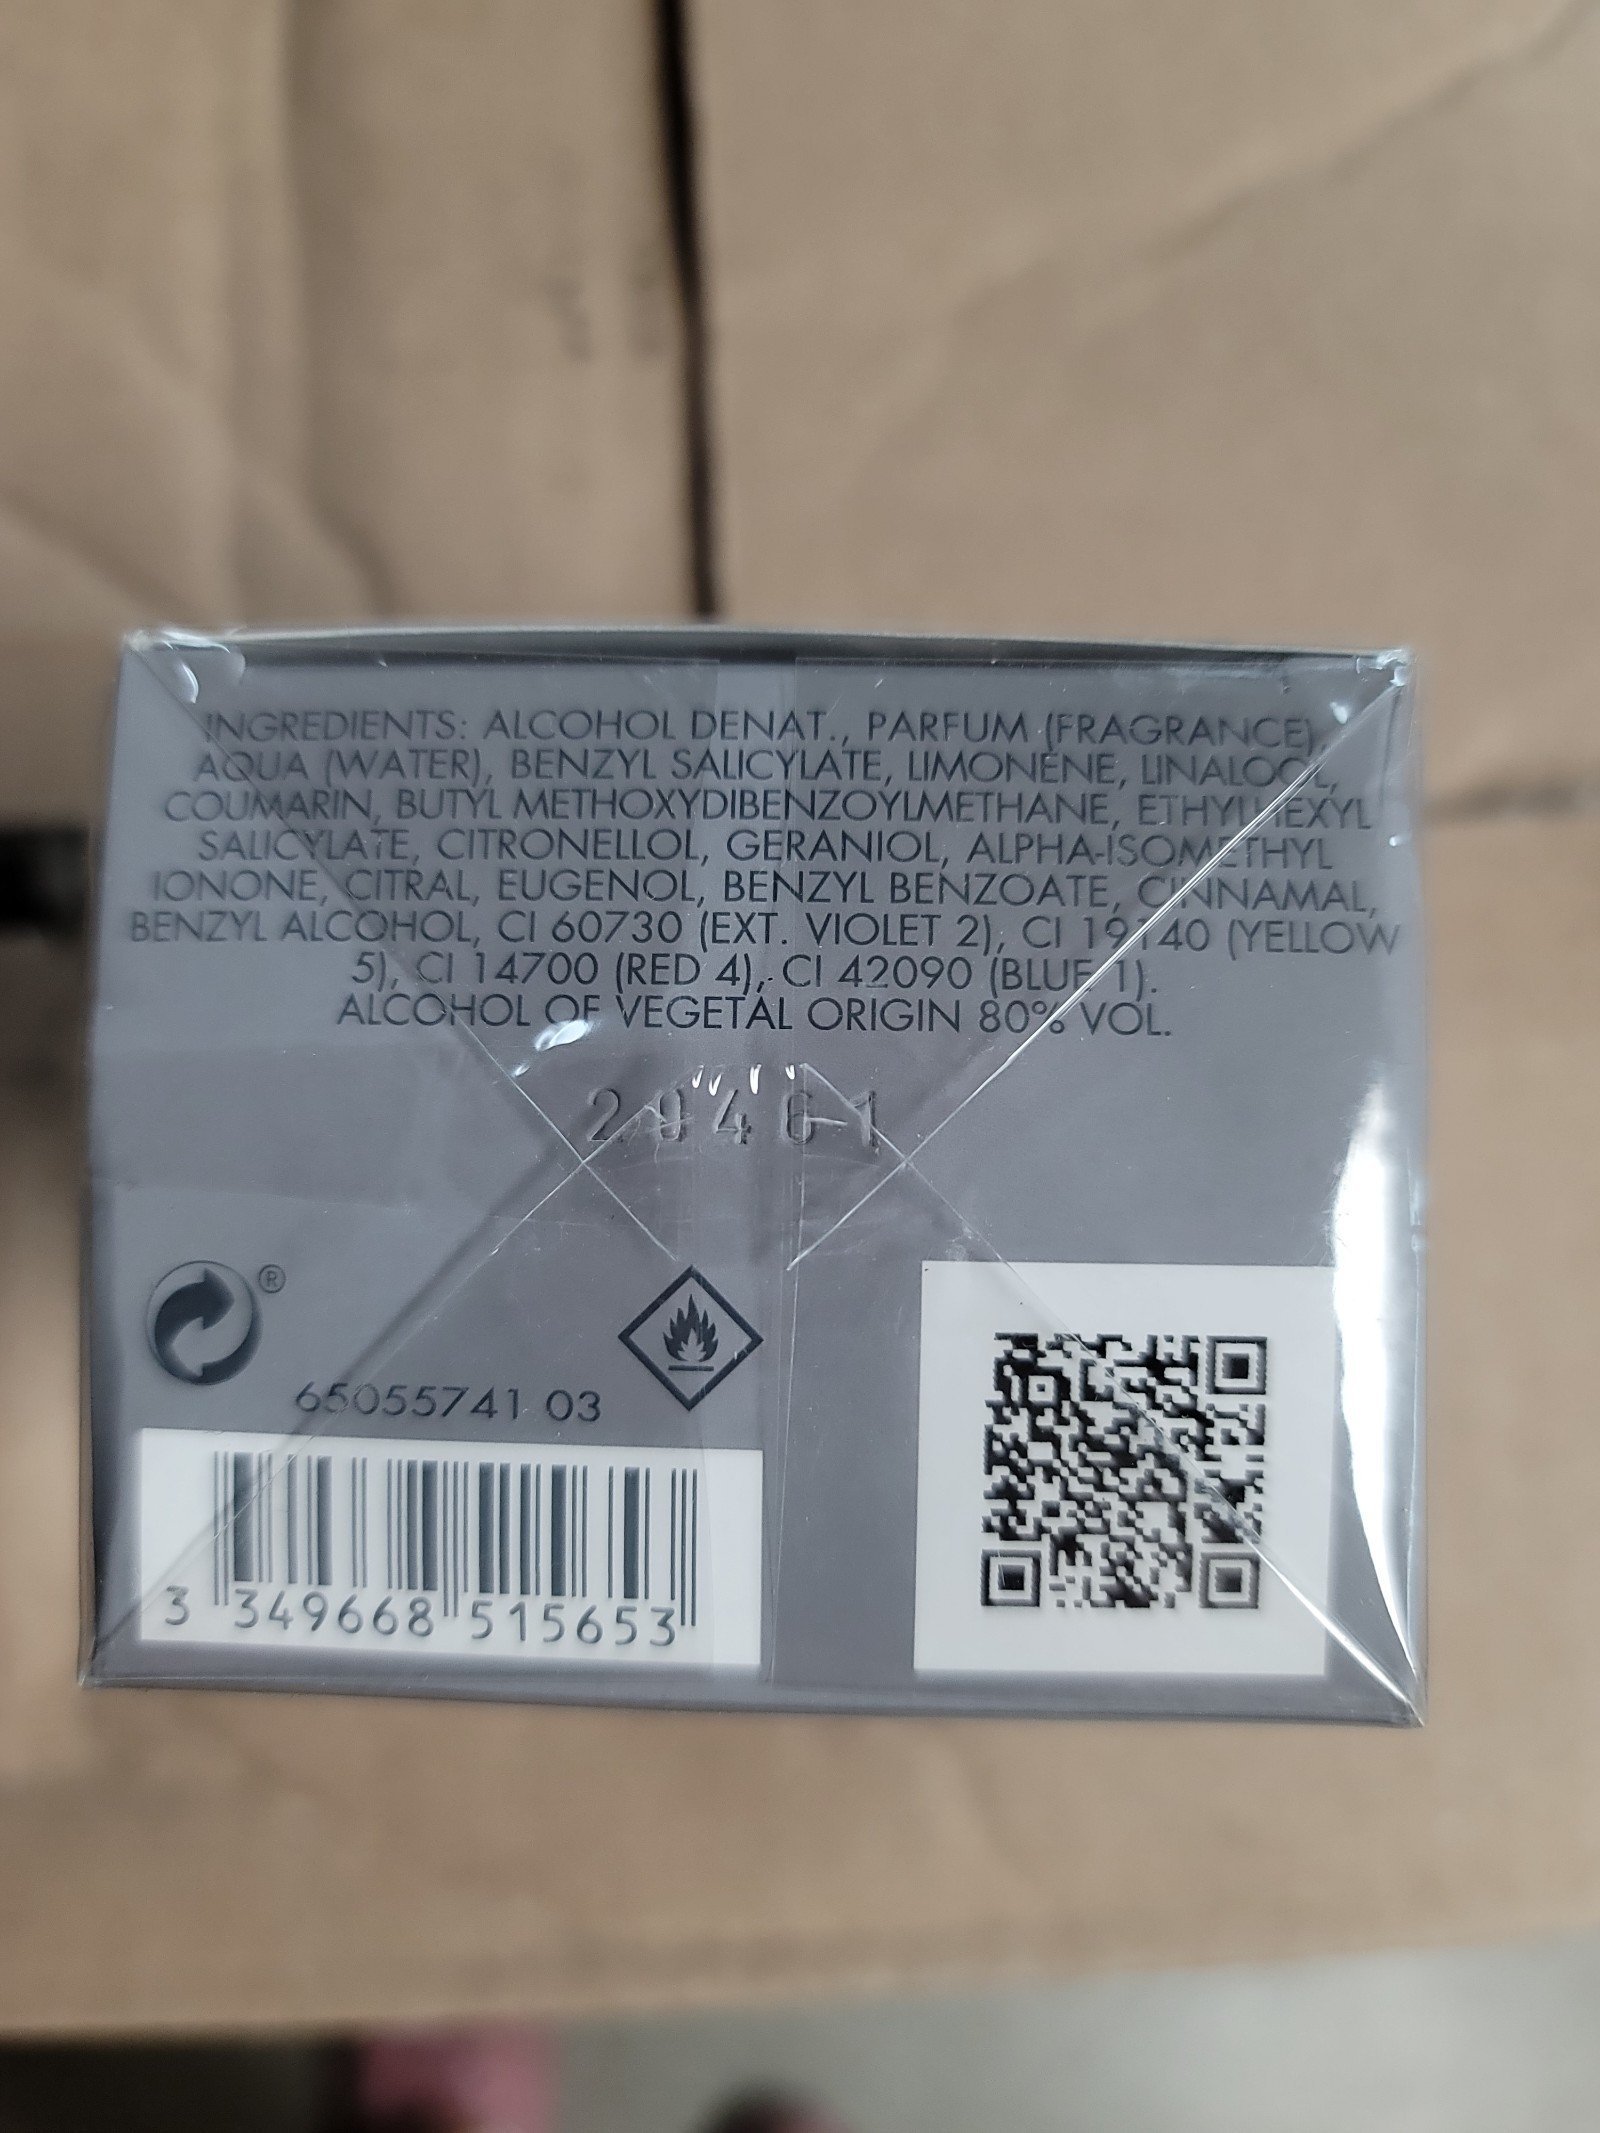 INGREDIENTS: ALCOHOL DENAT., PARFUM (FRAGRANCE),
AQUA (WATER), BENZYL SALICYLATE, LIMONENE, LINALOOL,
COUMARIN, BUTYL METHOXYDIBENZOYLMETHANE, ETHYLHEXYL
SALICYLATE, CITRONELLOL, GERANIOL, ALPHA-ISOMETHYL
IONONE, CITRAL, EUGENOL, BENZYL BENZOATE, CINNAMAL,
BENZYL ALCOHOL, CI 60730 (EXT. VIOLET 2), CI 19140 (YELLOW
5), CI 14700 (RED 4), CI 42090 (BLUE 1).
ALCOHOL OF VEGETAL ORIGIN 80% VOL.
®
65055741 03
3 349668 515653